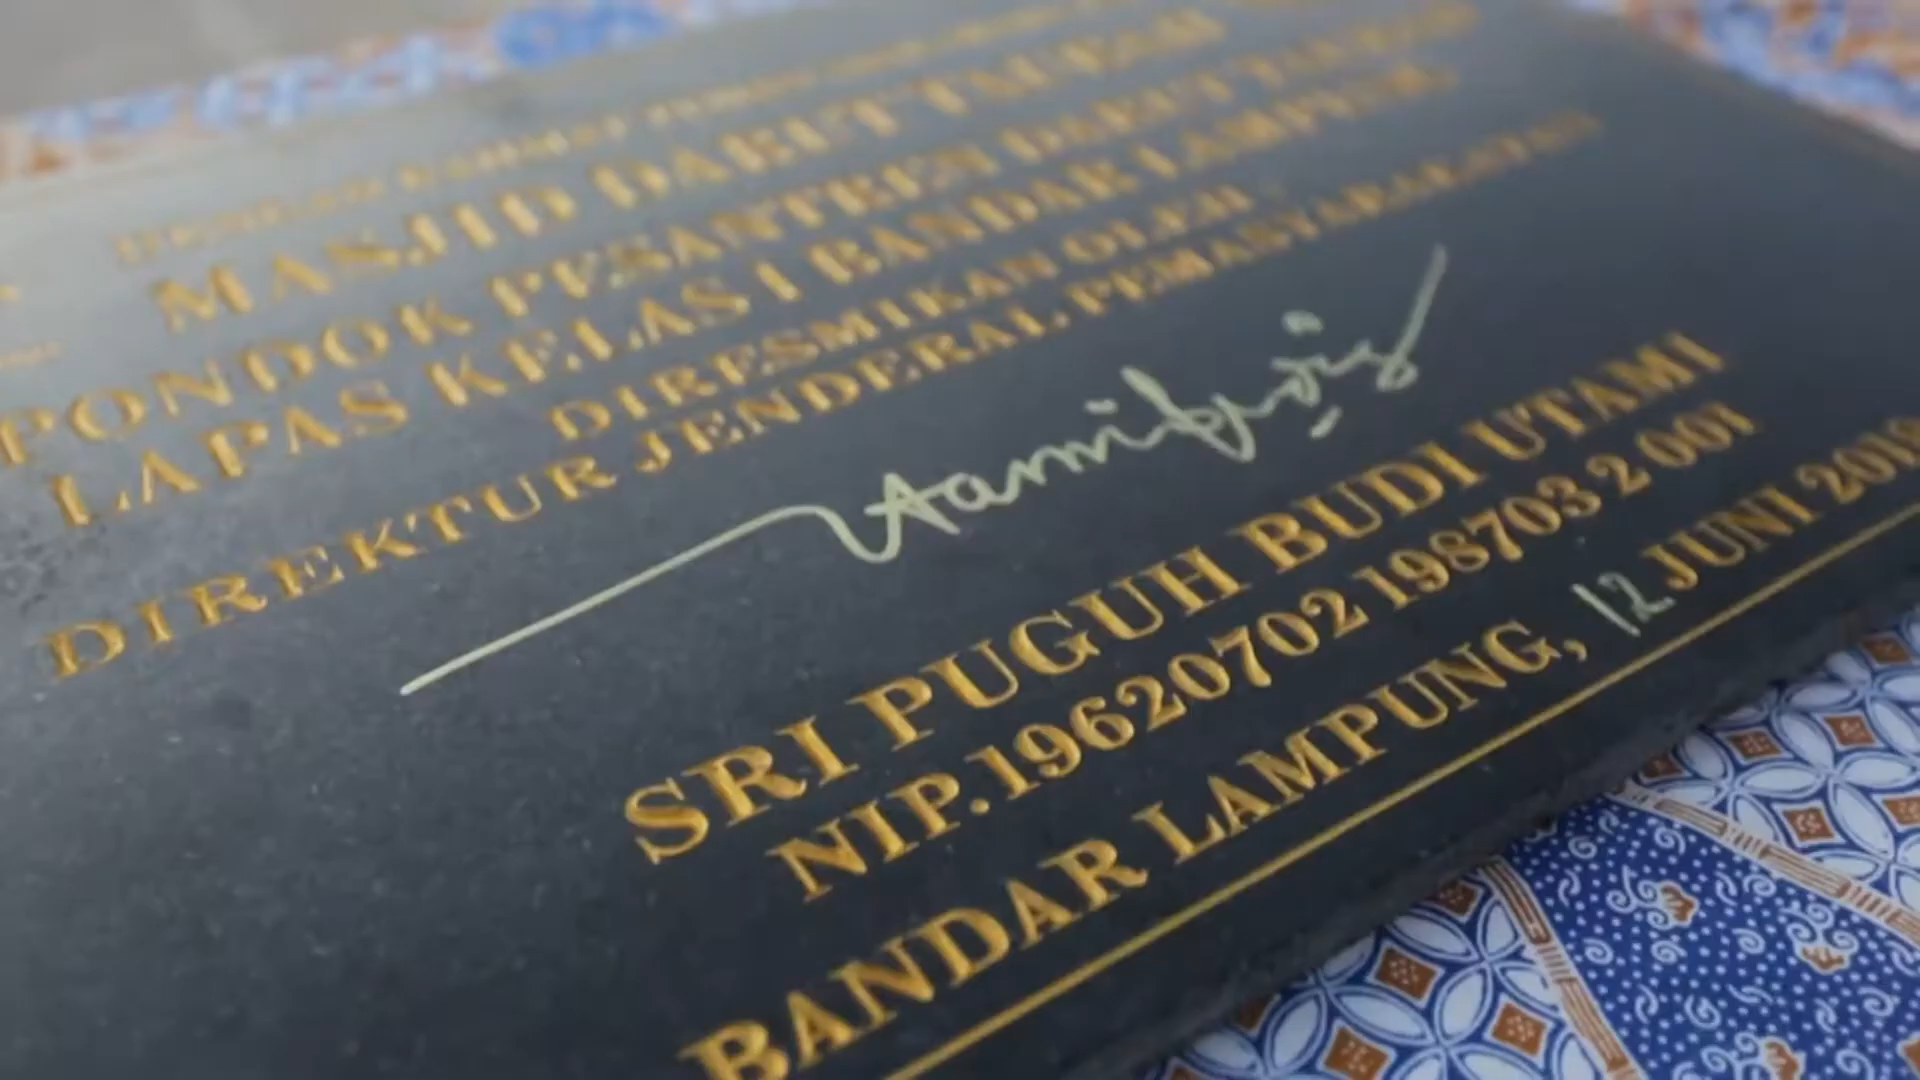 MASJID DARUT TAUBAH
PONDOK PESANTREN DARUT TAUBAH
LAPAS KELAS I BANDAR LAMPUNG
DIRESMIKAN OLEH :
DIREKTUR JENDERAL PEMASYARAKATAN
SRI PUGUH BUDI UTAMI
NIP.19620702 198703 2 001
BANDAR LAMPUNG, 12 JUNI